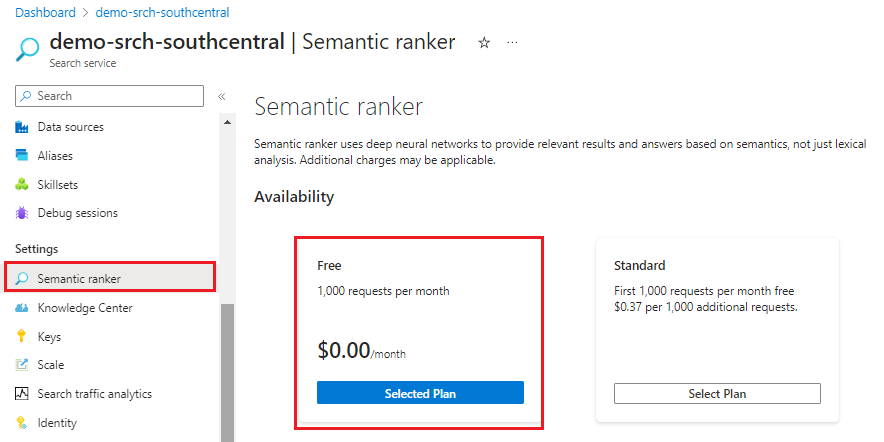 Dashboard > demo-srch-southcentral
demo-srch-southcentral | Semantic ranker ☆ ...
Search service
Search «
Data sources
Aliases
Skillsets
Debug sessions
Settings
Semantic ranker
Knowledge Center
Keys
Scale
Search traffic analytics
Identity
Semantic ranker
Semantic ranker uses deep neural networks to provide relevant results and answers based on semantics, not just lexical
analysis. Additional charges may be applicable.
Availability
Free
1,000 requests per month
$0.00/month
Selected Plan
Standard
First 1,000 requests per month free
$0.37 per 1,000 additional requests.
Select Plan